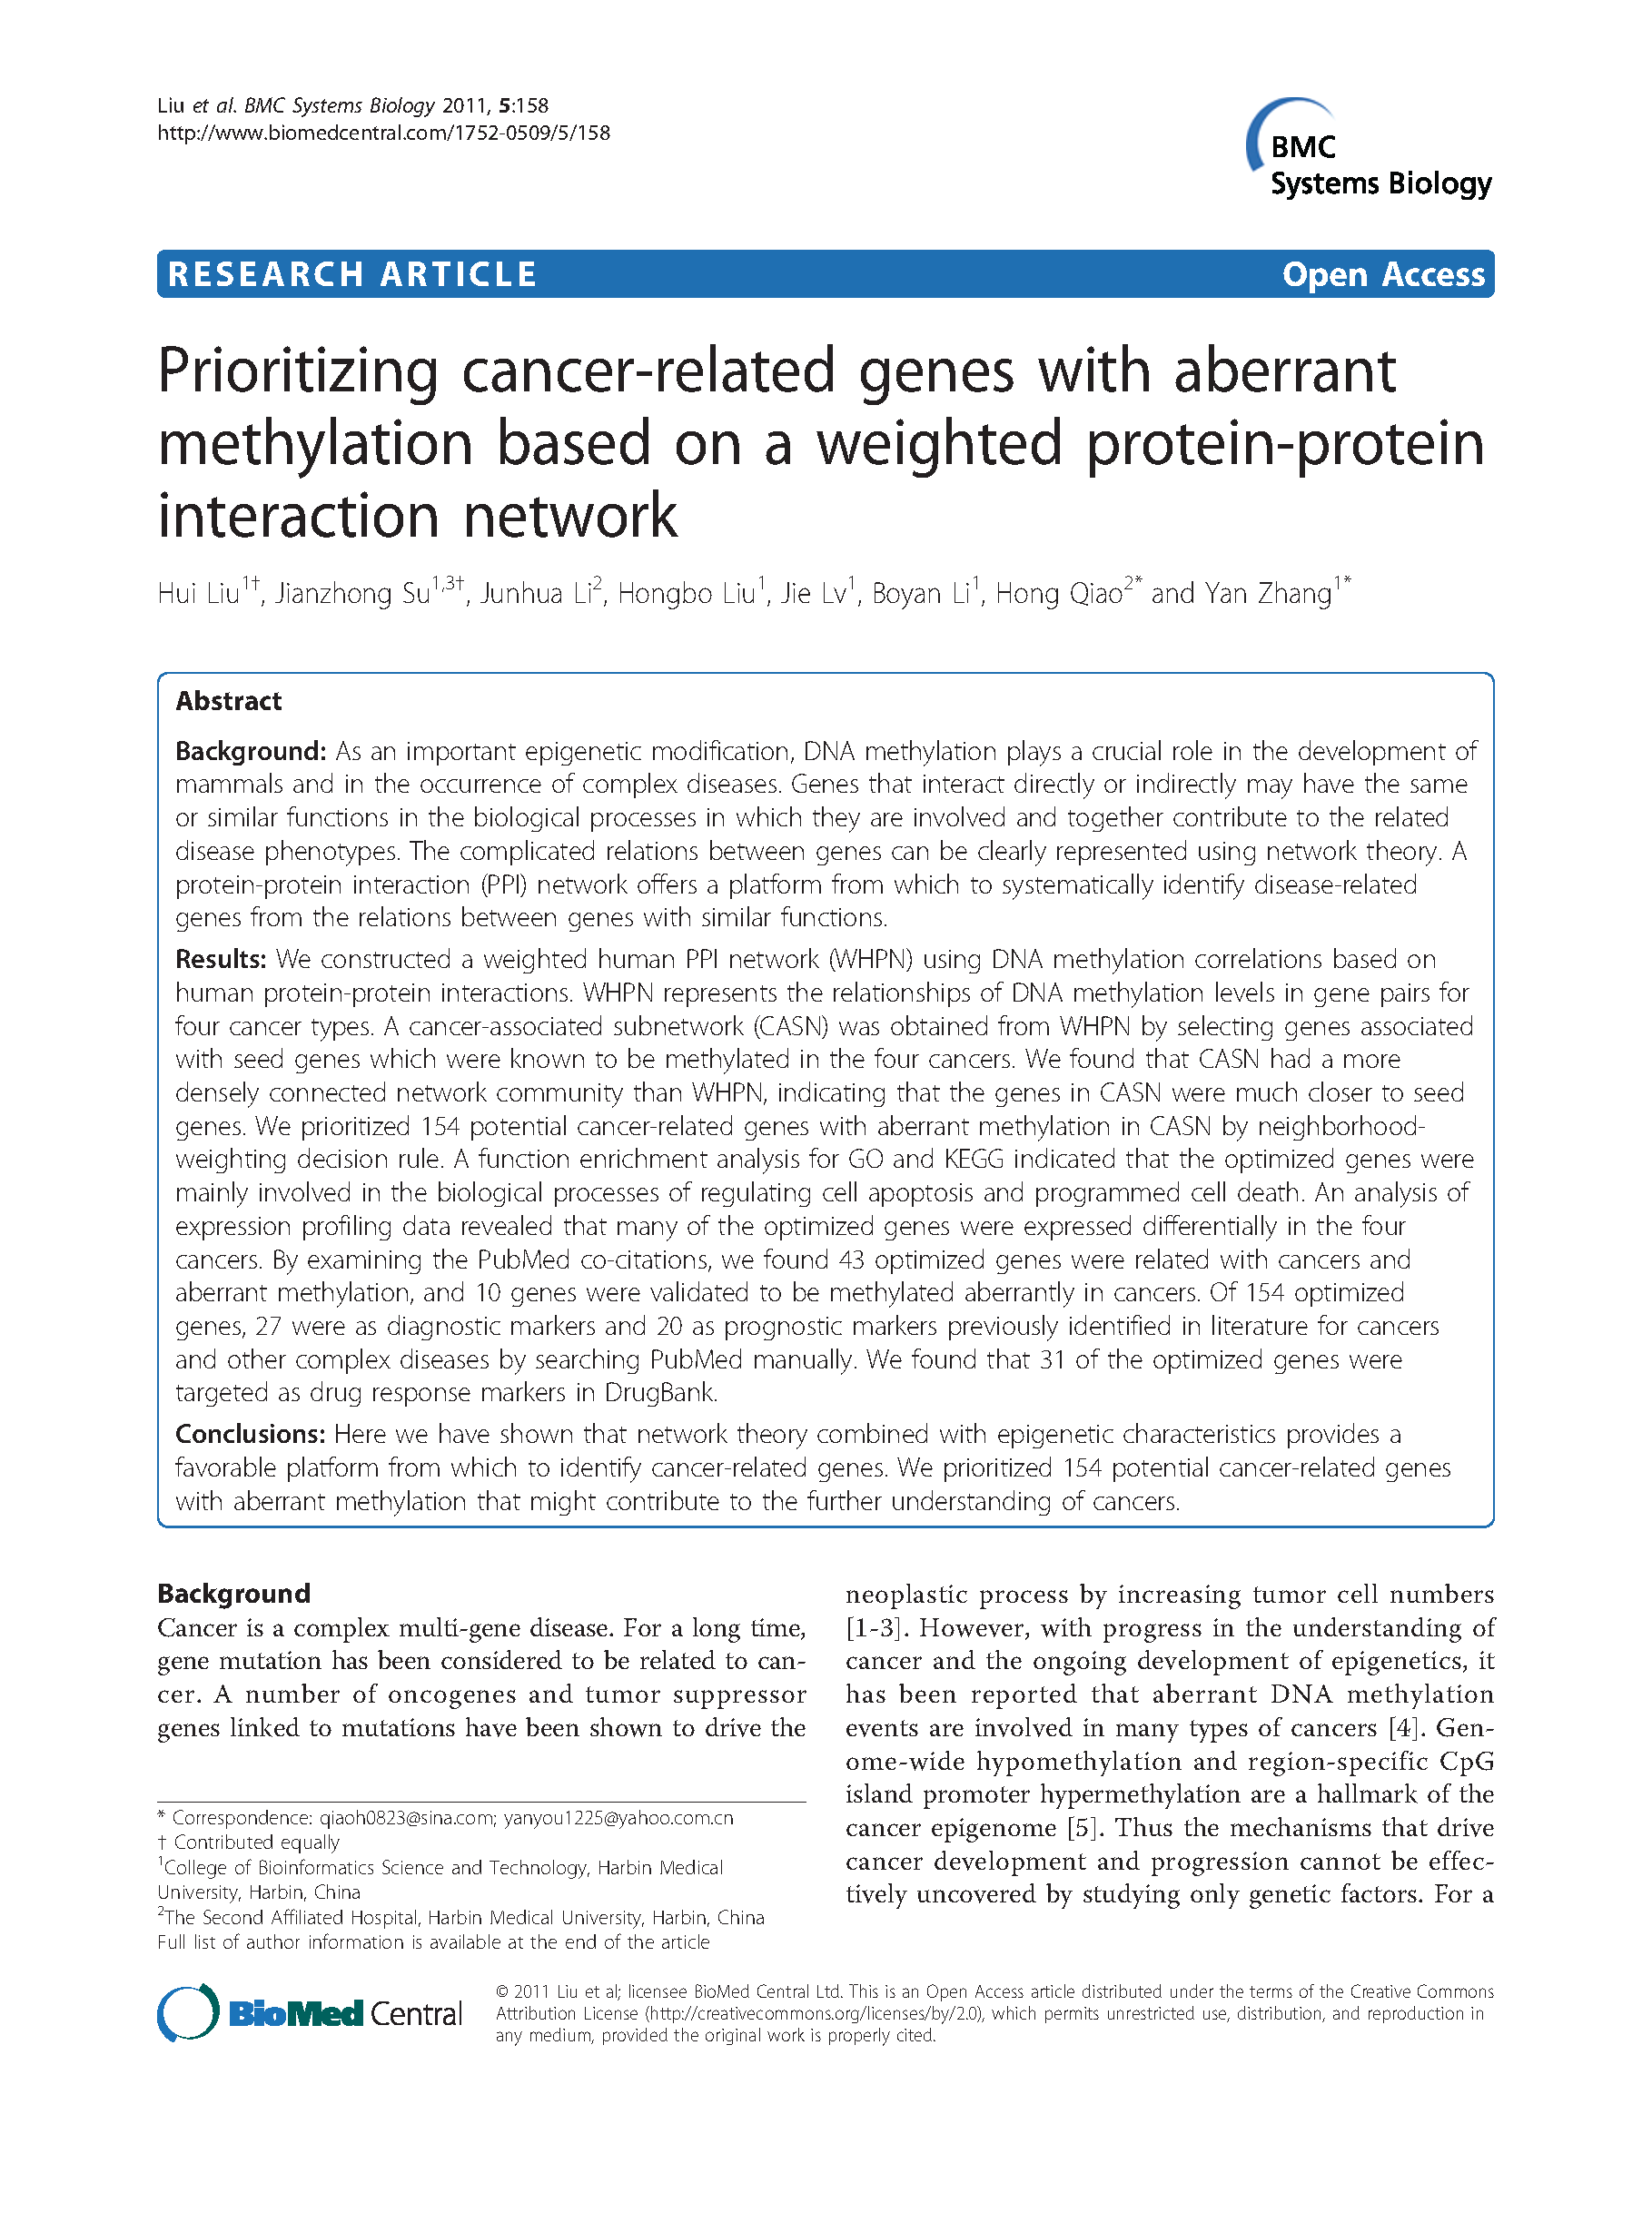 Liu et al. BMC Systems Biology 2011, 5:158
http://www.biomedcentral.com/1752-0509/5/158
BMC
Systems Biology
RESEARCH ARTICLE Open Access
Prioritizing cancer-related genes with aberrant
methylation based on a weighted protein-protein
interaction network
Hui Liu1†, Jianzhong Su1,3†, Junhua Li2, Hongbo Liu1, Jie Lv1, Boyan Li1, Hong Qiao2* and Yan Zhang1*
Abstract
Background: As an important epigenetic modification, DNA methylation plays a crucial role in the development of
mammals and in the occurrence of complex diseases. Genes that interact directly or indirectly may have the same
or similar functions in the biological processes in which they are involved and together contribute to the related
disease phenotypes. The complicated relations between genes can be clearly represented using network theory. A
protein-protein interaction (PPI) network offers a platform from which to systematically identify disease-related
genes from the relations between genes with similar functions.
Results: We constructed a weighted human PPI network (WHPN) using DNA methylation correlations based on
human protein-protein interactions. WHPN represents the relationships of DNA methylation levels in gene pairs for
four cancer types. A cancer-associated subnetwork (CASN) was obtained from WHPN by selecting genes associated
with seed genes which were known to be methylated in the four cancers. We found that CASN had a more
densely connected network community than WHPN, indicating that the genes in CASN were much closer to seed
genes. We prioritized 154 potential cancer-related genes with aberrant methylation in CASN by neighborhood-
weighting decision rule. A function enrichment analysis for GO and KEGG indicated that the optimized genes were
mainly involved in the biological processes of regulating cell apoptosis and programmed cell death. An analysis of
expression profiling data revealed that many of the optimized genes were expressed differentially in the four
cancers. By examining the PubMed co-citations, we found 43 optimized genes were related with cancers and
aberrant methylation, and 10 genes were validated to be methylated aberrantly in cancers. Of 154 optimized
genes, 27 were as diagnostic markers and 20 as prognostic markers previously identified in literature for cancers
and other complex diseases by searching PubMed manually. We found that 31 of the optimized genes were
targeted as drug response markers in DrugBank.
Conclusions: Here we have shown that network theory combined with epigenetic characteristics provides a
favorable platform from which to identify cancer-related genes. We prioritized 154 potential cancer-related genes
with aberrant methylation that might contribute to the further understanding of cancers.
Background
Cancer is a complex multi-gene disease. For a long time,
gene mutation has been considered to be related to can-
cer. A number of oncogenes and tumor suppressor
genes linked to mutations have been shown to drive the
neoplastic process by increasing tumor cell numbers
[1-3]. However, with progress in the understanding of
cancer and the ongoing development of epigenetics, it
has been reported that aberrant DNA methylation
events are involved in many types of cancers [4]. Gen-
ome-wide hypomethylation and region-specific CpG
island promoter hypermethylation are a hallmark of the
cancer epigenome [5]. Thus the mechanisms that drive
cancer development and progression cannot be effec-
tively uncovered by studying only genetic factors. For a
* Correspondence: qiaoh0823@sina.com; yanyou1225@yahoo.com.cn
† Contributed equally
1College of Bioinformatics Science and Technology, Harbin Medical
University, Harbin, China
2The Second Affiliated Hospital, Harbin Medical University, Harbin, China
Full list of author information is available at the end of the article
BioMed Central
© 2011 Liu et al; licensee BioMed Central Ltd. This is an Open Access article distributed under the terms of the Creative Commons
Attribution License (http://creativecommons.org/licenses/by/2.0), which permits unrestricted use, distribution, and reproduction in
any medium, provided the original work is properly cited.